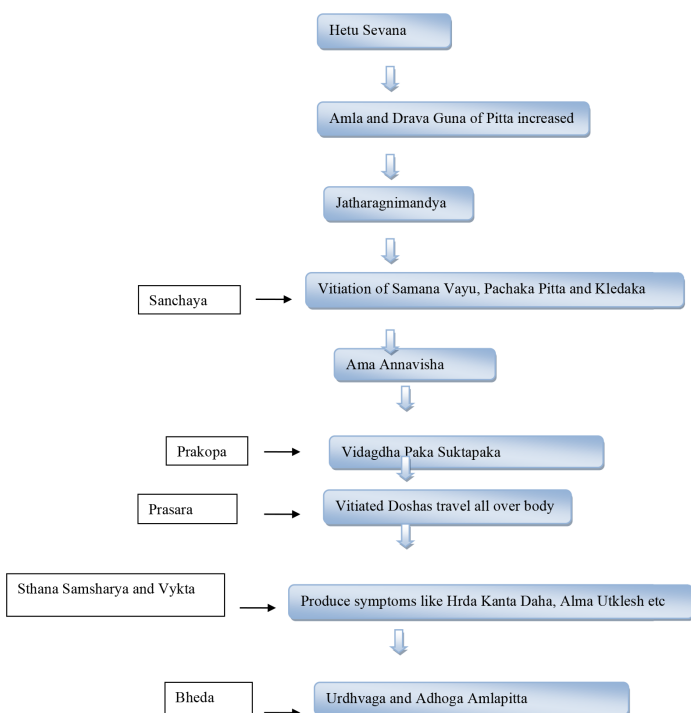 Hetu Sevana
Amla and Drava Guna of Pitta increased
Jatharagnimandya
Sanchaya
Vitiation of Samana Vayu, Pachaka Pitta and Kledaka
Ama Annavisha
Prakopa
Vidagdha Paka Suktapaka
Prasara
Vitiated Doshas travel all over body
Sthana Samsharya and Vykta
Produce symptoms like Hrda Kanta Daha, Alma Utklesh etc
Bheda
Urdhvaga and Adhoga Amlapitta